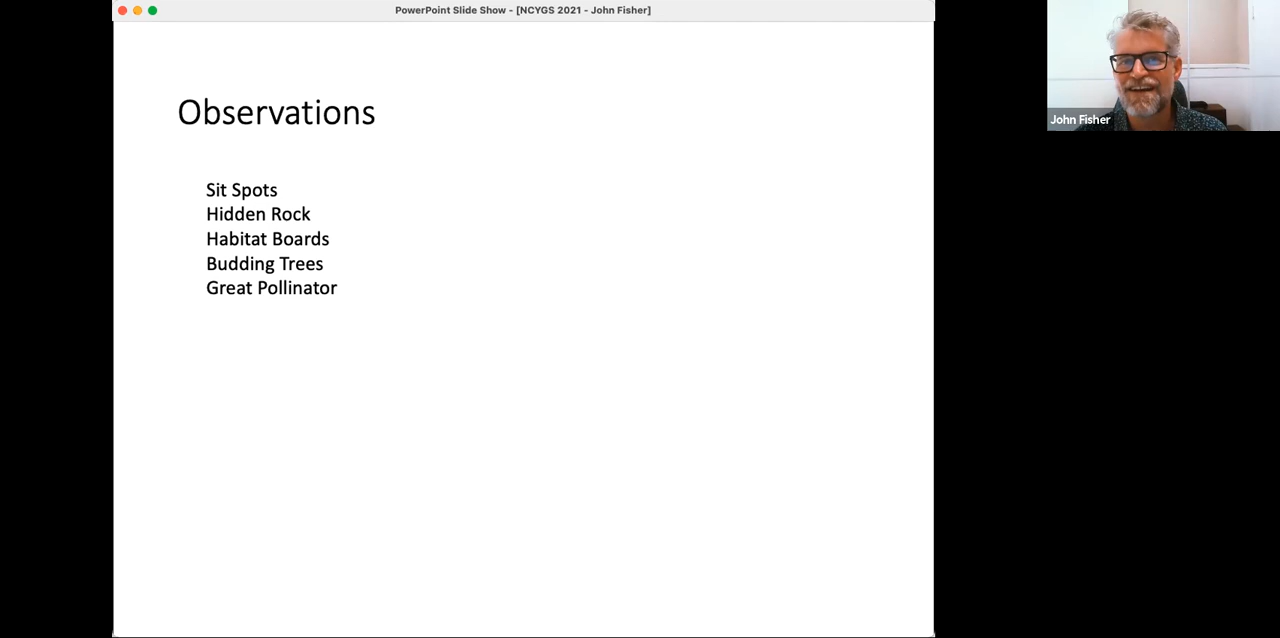 PowerPoint Slide Show - [NCYGS 2021 - John Fisher]
Observations
Sit Spots
Hidden Rock
Habitat Boards
Budding Trees
Great Pollinator
John Fisher